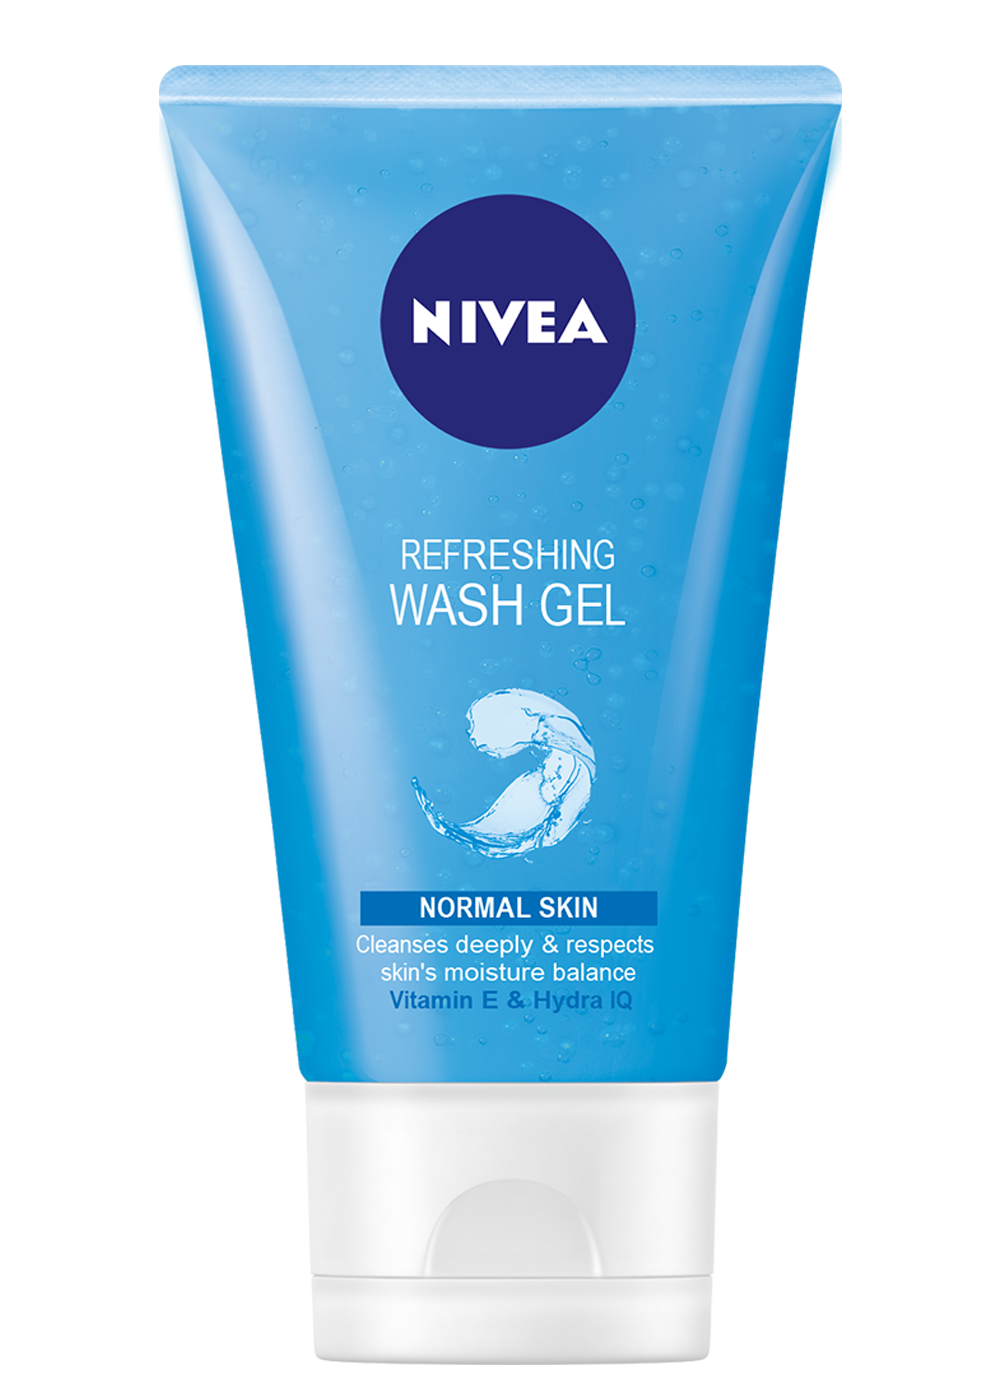 NIVEA
REFRESHING
WASH GEL
NORMAL SKIN
Cleanses deeply & respects
skin's moisture balance
Vitamin E & Hydra IQ